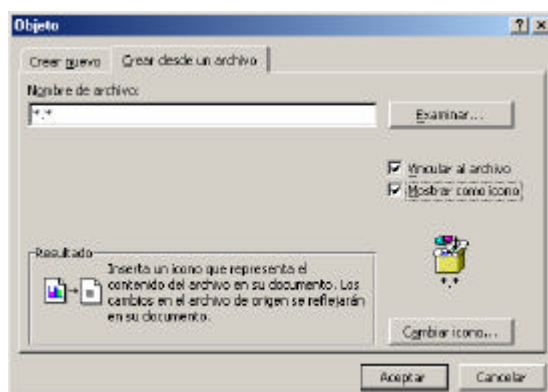 Objeto
Crear nuevo
Crear desde un archivo
Nombre de archivo:
*.*
Examinar...
Vincular al archivo
Mostrar como icono
Resultado
Inserta un icono que representa el
contenido del archivo en su documento. Los
cambios en el archivo de origen se reflejarán
en su documento.
*.*
Cambiar icono...
Aceptar
Cancelar